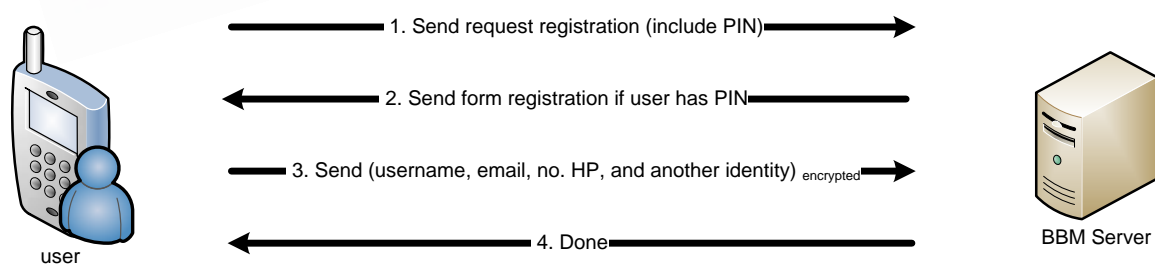 1. Send request registration (include PIN)
2. Send form registration if user has PIN
3. Send (username, email, no. HP, and another identity) encrypted
4. Done
user
BBM Server